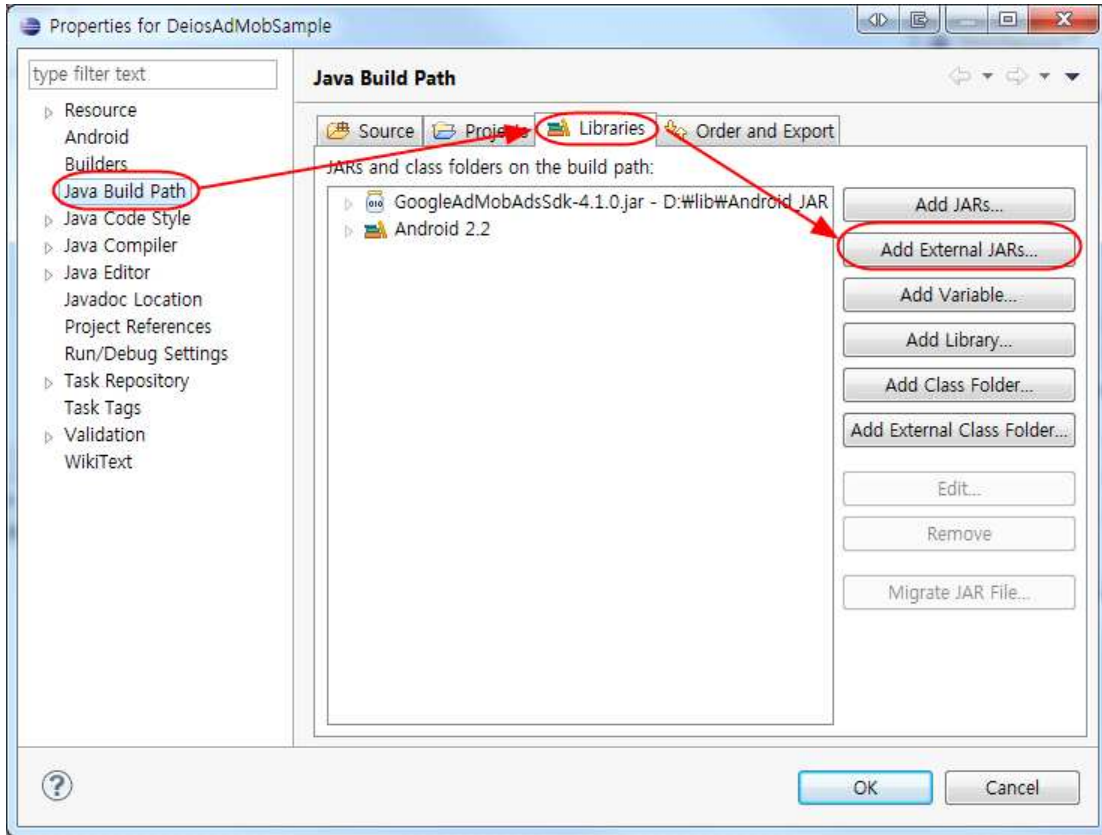 Properties for DeiosAdMobSample
type filter text
Java Build Path
Resource
Android
Builders
Java Build Path
Java Code Style
Java Compiler
Java Editor
Javadoc Location
Project References
Run/Debug Settings
Task Repository
Task Tags
Validation
WikiText
Source
Projects
Libraries
Order and Export
JARs and class folders on the build path:
GoogleAdMobAdsSdk-4.1.0.jar - D:₩lib₩Android_JAR
Android 2.2
Add JARs...
Add External JARs...
Add Variable...
Add Library...
Add Class Folder...
Add External Class Folder...
Edit...
Remove
Migrate JAR File...
OK
Cancel